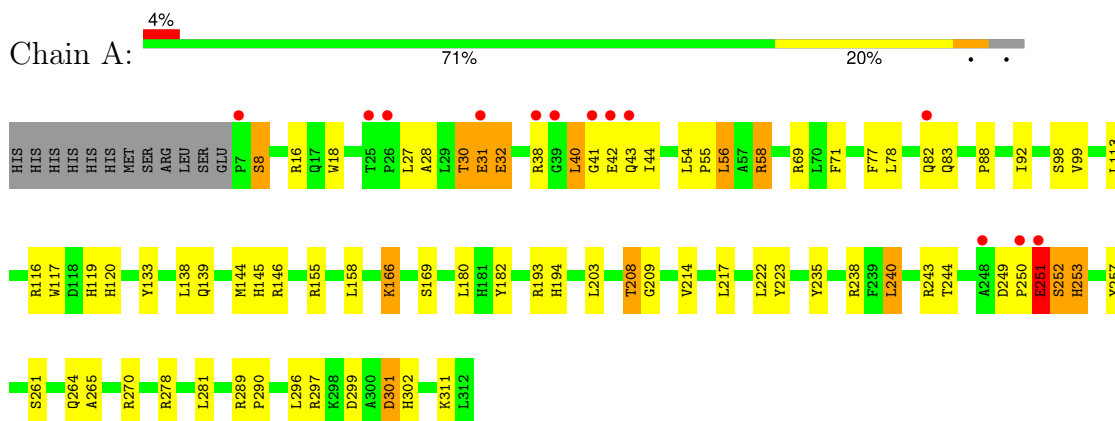 4%
Chain A:
71% 20% • •
HIS HIS HIS HIS HIS HIS MET SER ARG LEU SER GLU P7 S8 R16 Q17 W18 T25 P26 L27 A28 L29 T30 E31 E32 R38 G39 L40 G41 E42 Q43 I44 L54 P55 L56 A57 R58 R69 L70 F71 F77 L78 Q82 Q83 P88 I92 S98 V99 L113
R116 W117 D118 H119 H120 Y133 L138 Q139 M144 H145 R146 R155 L158 K166 S169 L180 H181 Y182 R193 H194 L203 T208 G209 V214 L217 L222 Y223 Y235 R238 F239 L240 R243 T244 A248 D249 P250 E251 S252 H253 Y257
S261 Q264 A265 R270 R278 L281 R289 P290 L296 R297 K298 D299 A300 D301 H302 K311 L312